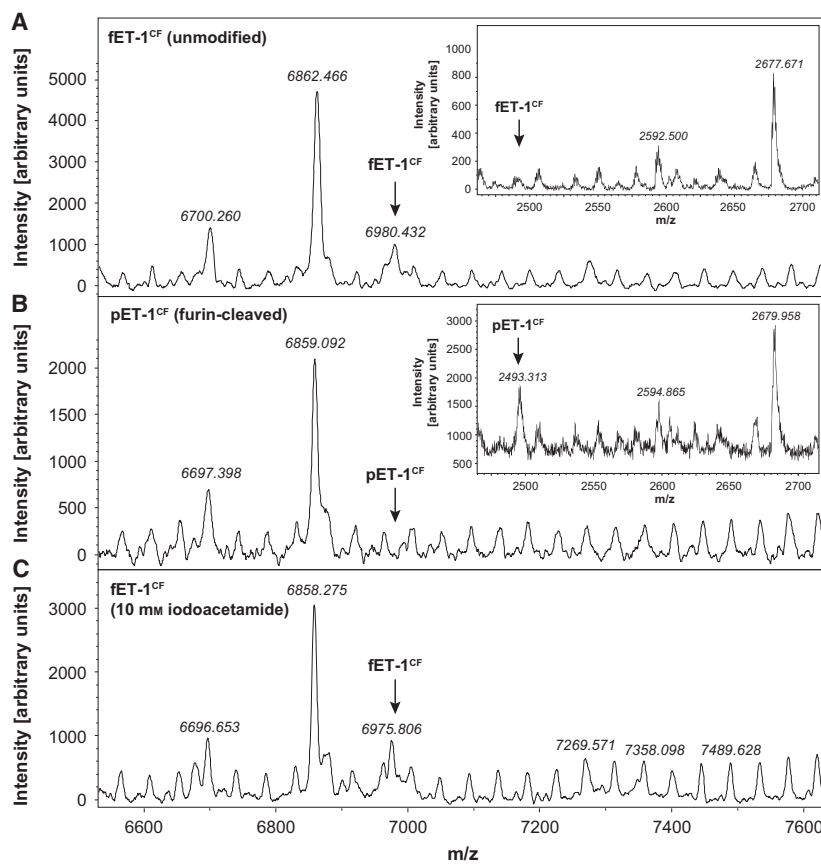 A
fET-1CF (unmodified)
Intensity [arbitrary units]
5000
4000
3000
2000
1000
0
6700.260
6862.466
fET-1CF
6980.432
Intensity
[arbitrary units]
1000
800
600
400
200
0
fET-1CF
2592.500
2677.671
2500 2550 2600 2650 2700
m/z
B
pET-1CF (furin-cleaved)
Intensity [arbitrary units]
2000
1500
1000
500
0
6697.398
6859.092
pET-1CF
Intensity
[arbitrary units]
3000
2500
2000
1500
1000
500
pET-1CF
2493.313
2594.865
2679.958
2500 2550 2600 2650 2700
m/z
C
fET-1CF
(10 mM iodoacetamide)
Intensity [arbitrary units]
3000
2000
1000
0
6696.653
6858.275
fET-1CF
6975.806
7269.571
7358.098
7489.628
6600 6800 7000 7200 7400 7600
m/z